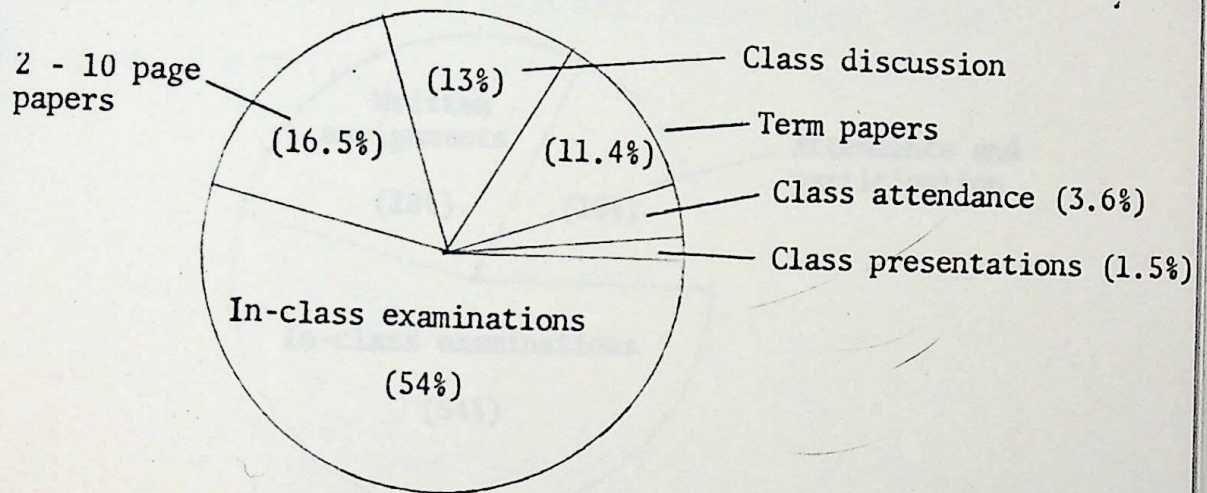 2 - 10 page
papers
(16.5%)
(13%)
Class discussion
Term papers
(11.4%)
Class attendance (3.6%)
Class presentations (1.5%)
In-class examinations
(54%)